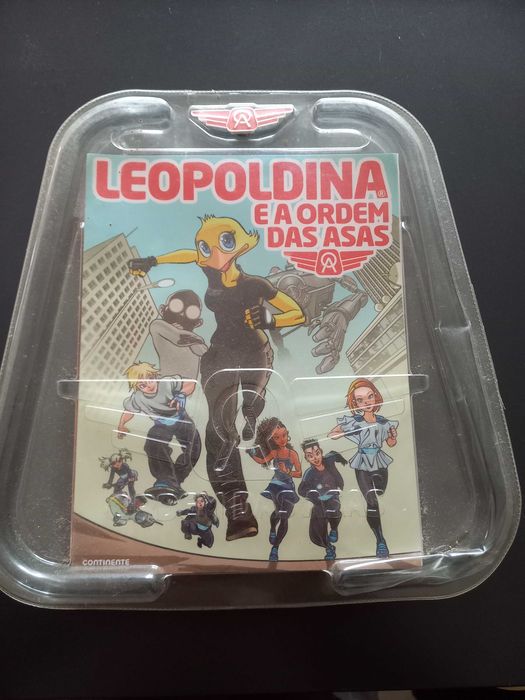 LEOPOLDINA®
E A ORDEM
DAS ASAS
CONTINENTE